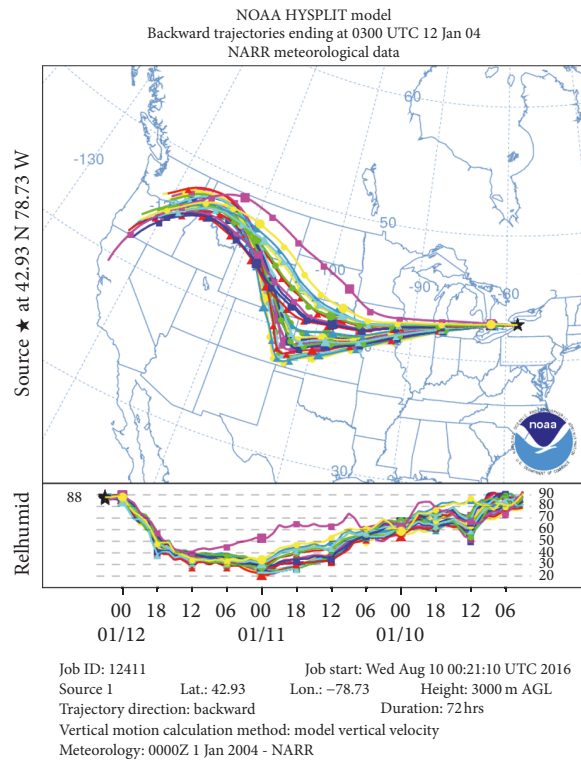 NOAA HYSPLIT model
Backward trajectories ending at 0300 UTC 12 Jan 04
NARR meteorological data
Source ★ at 42.93 N 78.73 W
60
-130
50
-90
80
30
noaa
Relhumid
88
90
80
70
60
50
40
30
20
00 18 12 06 00 18 12 06 00 18 12 06
01/12 01/11 01/10
Job ID: 12411 Job start: Wed Aug 10 00:21:10 UTC 2016
Source 1 Lat.: 42.93 Lon.: −78.73 Height: 3000 m AGL
Trajectory direction: backward Duration: 72 hrs
Vertical motion calculation method: model vertical velocity
Meteorology: 0000Z 1 Jan 2004 - NARR